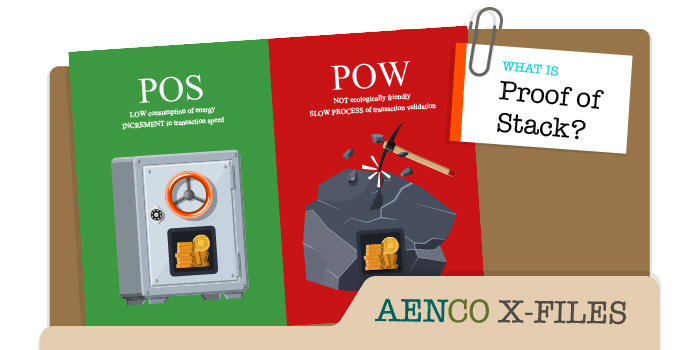 POS
LOW consumption of energy
INCREMENT in transaction speed
POW
NOT ecologically friendly
SLOW PROCESS of transaction validation
WHAT IS
Proof of
Stack?
AENCO X-FILES